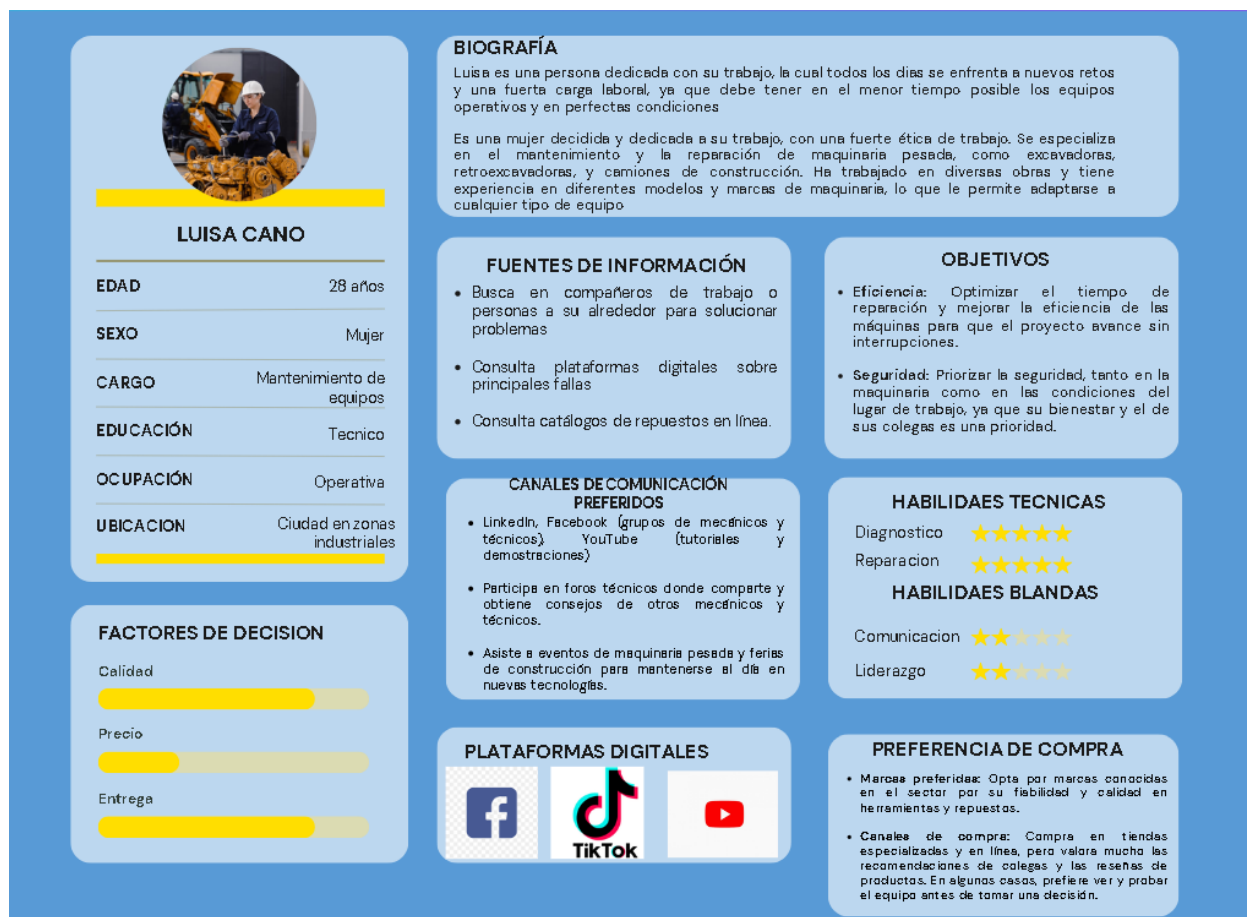 LUISA CANO
EDAD 28 años
SEXO Mujer
CARGO Mantenimiento de
equipos
EDUCACIÓN Tecnico
OCUPACIÓN Operativa
UBICACION Ciudad en zonas
industriales
FACTORES DE DECISION
Calidad
Precio
Entrega
BIOGRAFÍA
Luisa es una persona dedicada con su trabajo, la cual todos los dias se enfrenta a nuevos retos
y una fuerta carga laboral, ya que debe tener en el menor tiempo posible los equipos
operativos y en perfectas condiciones
Es una mujer decidida y dedicada a su trabajo, con una fuerte ética de trabajo. Se especializa
en el mantenimiento y la reparación de maquinaria pesada, como excavadoras,
retroexcavadoras, y camiones de construcción. Ha trabajado en diversas obras y tiene
experiencia en diferentes modelos y marcas de maquinaria, lo que le permite adaptarse a
cualquier tipo de equipo
FUENTES DE INFORMACIÓN
• Busca en compañeros de trabajo o
personas a su alrededor para solucionar
problemas
• Consulta plataformas digitales sobre
principales fallas
• Consulta catálogos de repuestos en línea.
OBJETIVOS
• Eficiencia: Optimizar el tiempo de
reparación y mejorar la eficiencia de las
máquinas para que el proyecto avance sin
interrupciones.
• Seguridad: Priorizar la seguridad, tanto en la
maquinaria como en las condiciones del
lugar de trabajo, ya que su bienestar y el de
sus colegas es una prioridad.
CANALES DE COMUNICACIÓN
PREFERIDOS
• LinkedIn, Facebook (grupos de mecánicos y
técnicos), YouTube (tutoriales y
demostraciones)
• Participa en foros técnicos donde comparte y
obtiene consejos de otros mecánicos y
técnicos.
• Asiste a eventos de maquinaria pesada y ferias
de construcción para mantenerse al día en
nuevas tecnologías.
HABILIDAES TECNICAS
Diagnostico
Reparacion
HABILIDAES BLANDAS
Comunicacion
Liderazgo
PLATAFORMAS DIGITALES
TikTok
PREFERENCIA DE COMPRA
• Marcas preferidas: Opta por marcas conocidas
en el sector por su fiabilidad y calidad en
herramientas y repuestos.
• Canales de compra: Compra en tiendas
especializadas y en línea, pero valora mucho las
recomendaciones de colegas y las reseñas de
productos. En algunos casos, prefiere ver y probar
el equipo antes de tomar una decisión.